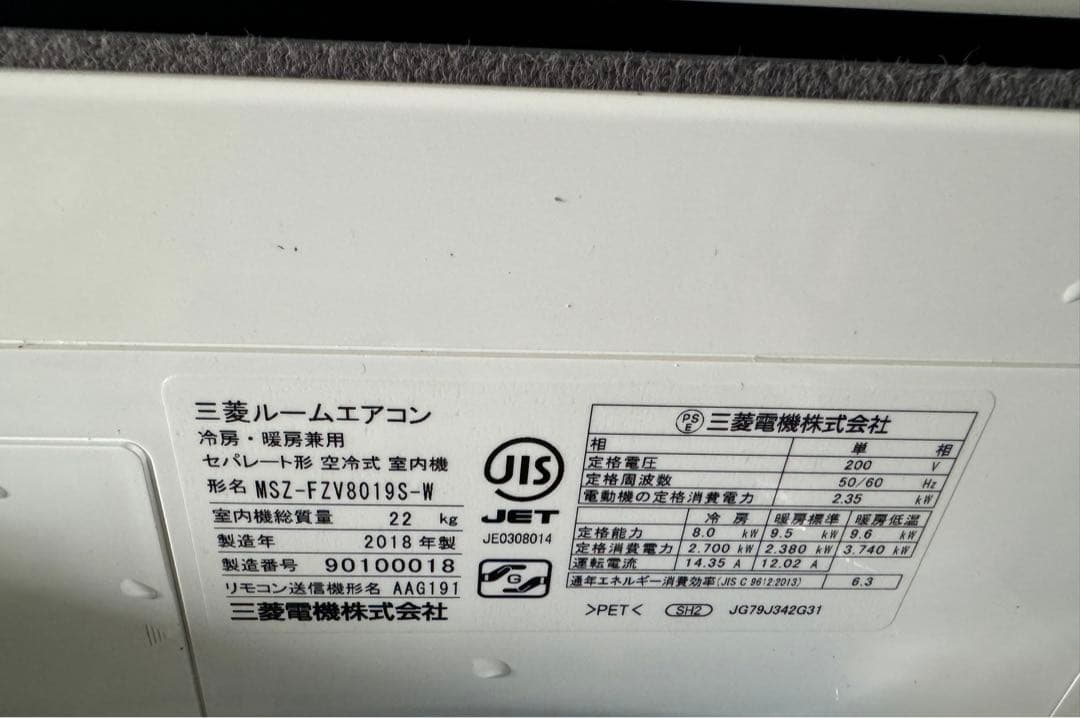 三菱ルームエアコン
冷房・暖房兼用
セパレート形 空冷式 室内機
形名 MSZ-FZV8019S-W
室内機総質量 22 kg
製造年 2018 年製
製造番号 90100018
リモコン送信機形名 AAG191
三菱電機株式会社
JIS
JET
JE0308014
G
PSE 三菱電機株式会社
相 単 相
定格電圧 200 V
定格周波数 50/60 Hz
電動機の定格消費電力 2.35 kW
冷 房 暖房標準 暖房低温
定格能力 8.0 kW 9.5 kW 9.6 kW
定格消費電力 2.700 kW 2.380 kW 3.740 kW
運転電流 14.35 A 12.02 A
通年エネルギー消費効率(JIS C 9612:2013) 6.3
>PET< SH2 JG79J342G31